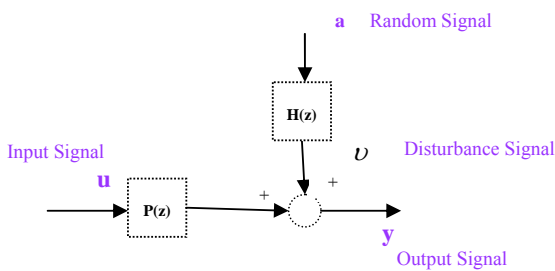 a Random Signal
H(z)
Input Signal
υ Disturbance Signal
u
+ +
P(z)
y
Output Signal